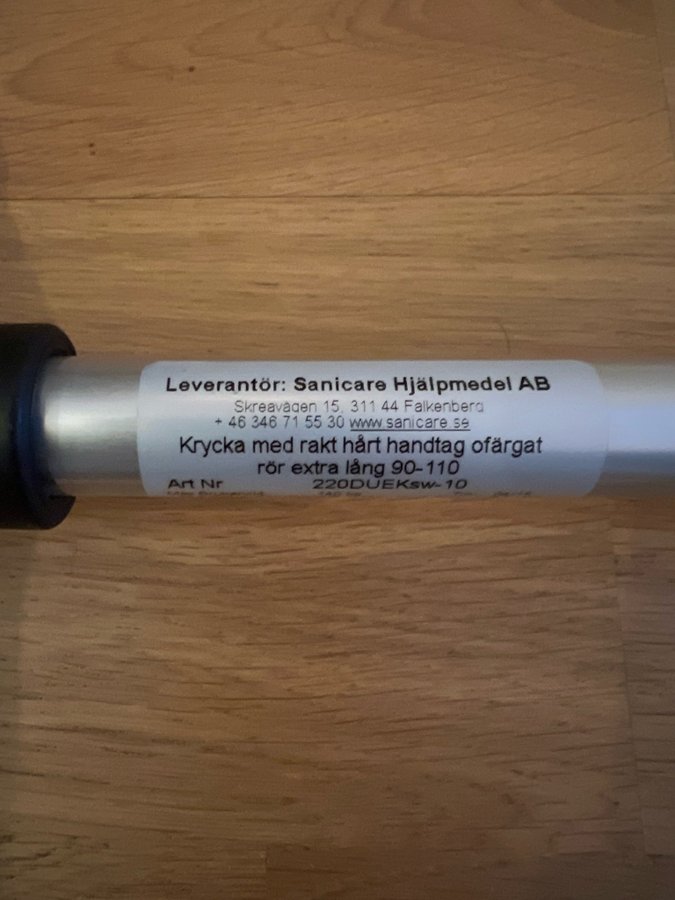 Leverantör: Sanicare Hjälpmedel AB
Skreavägen 15, 311 44 Falkenberg
+ 46 346 71 55 30 www.sanicare.se
Krycka med rakt hårt handtag ofärgat
rör extra lång 90-110
Art Nr 220DUEKsw-10